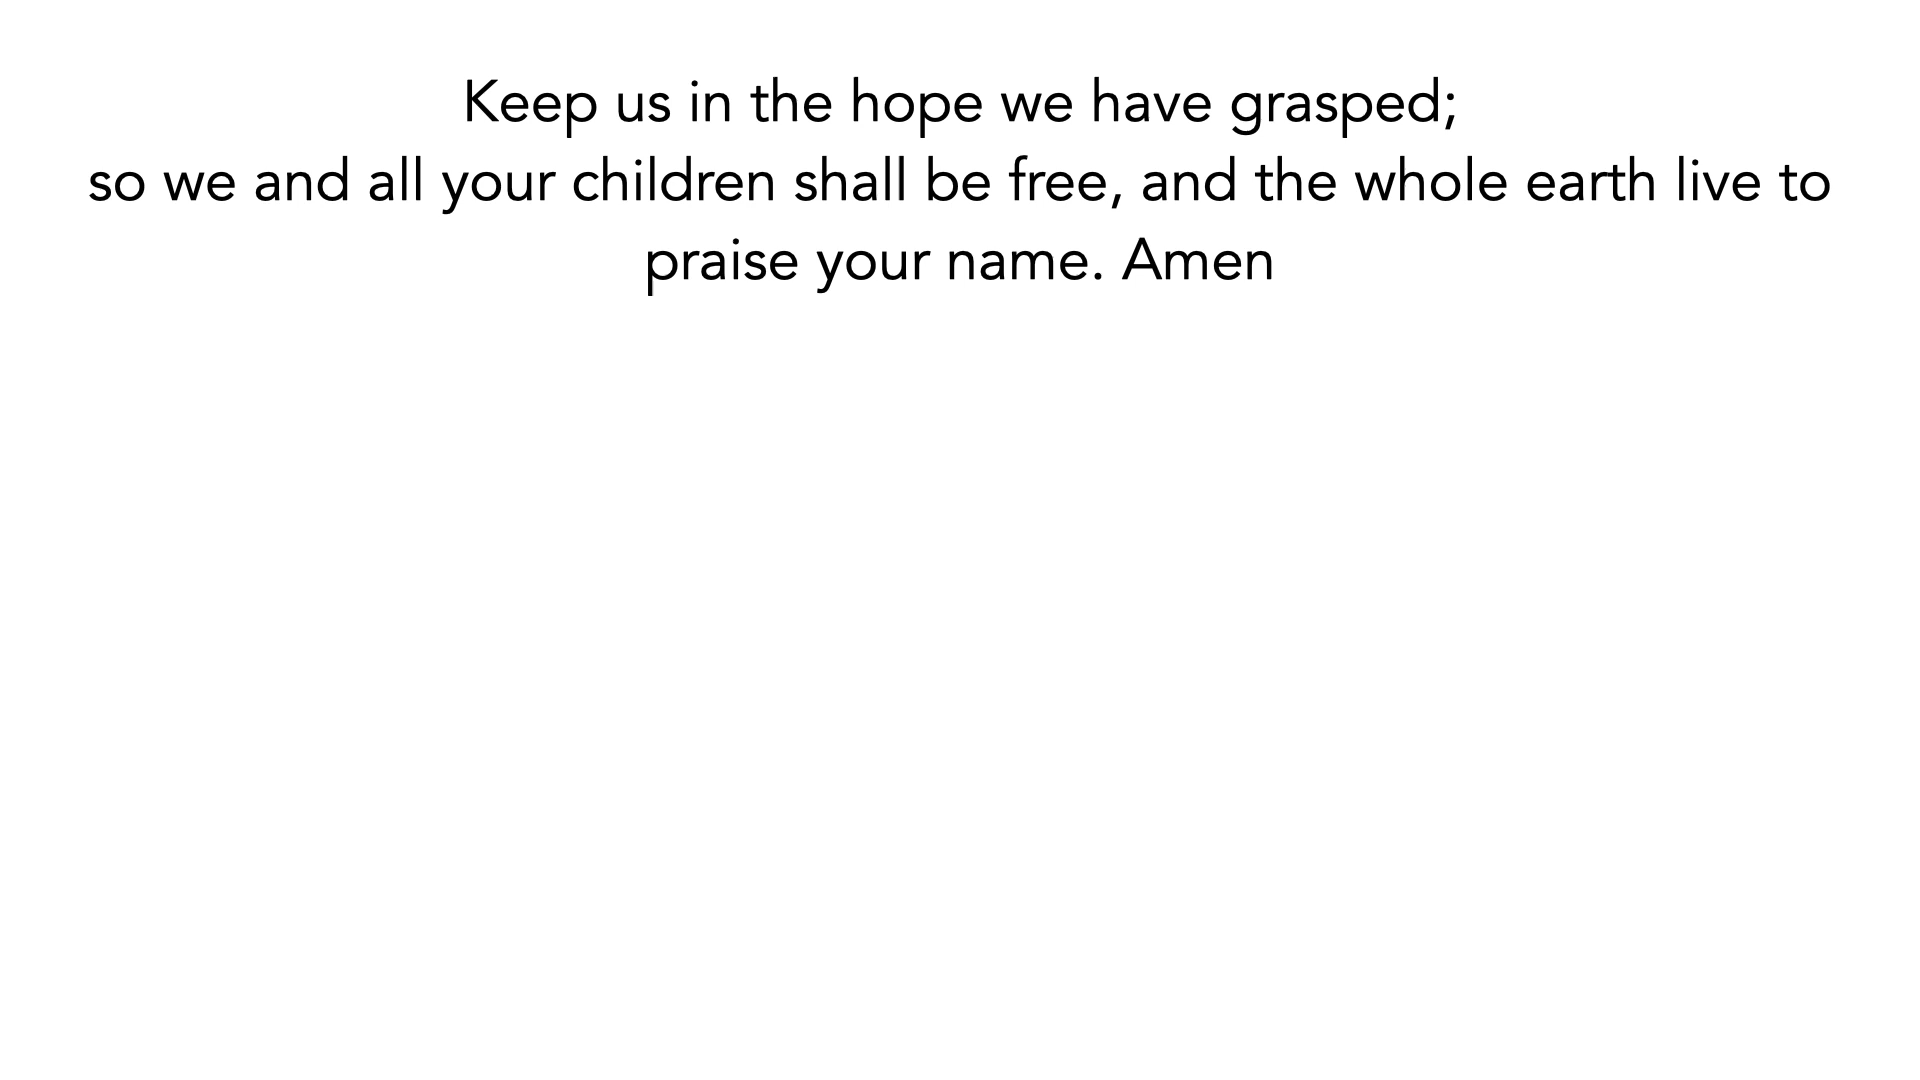 Keep us in the hope we have grasped;
so we and all your children shall be free, and the whole earth live to
praise your name. Amen